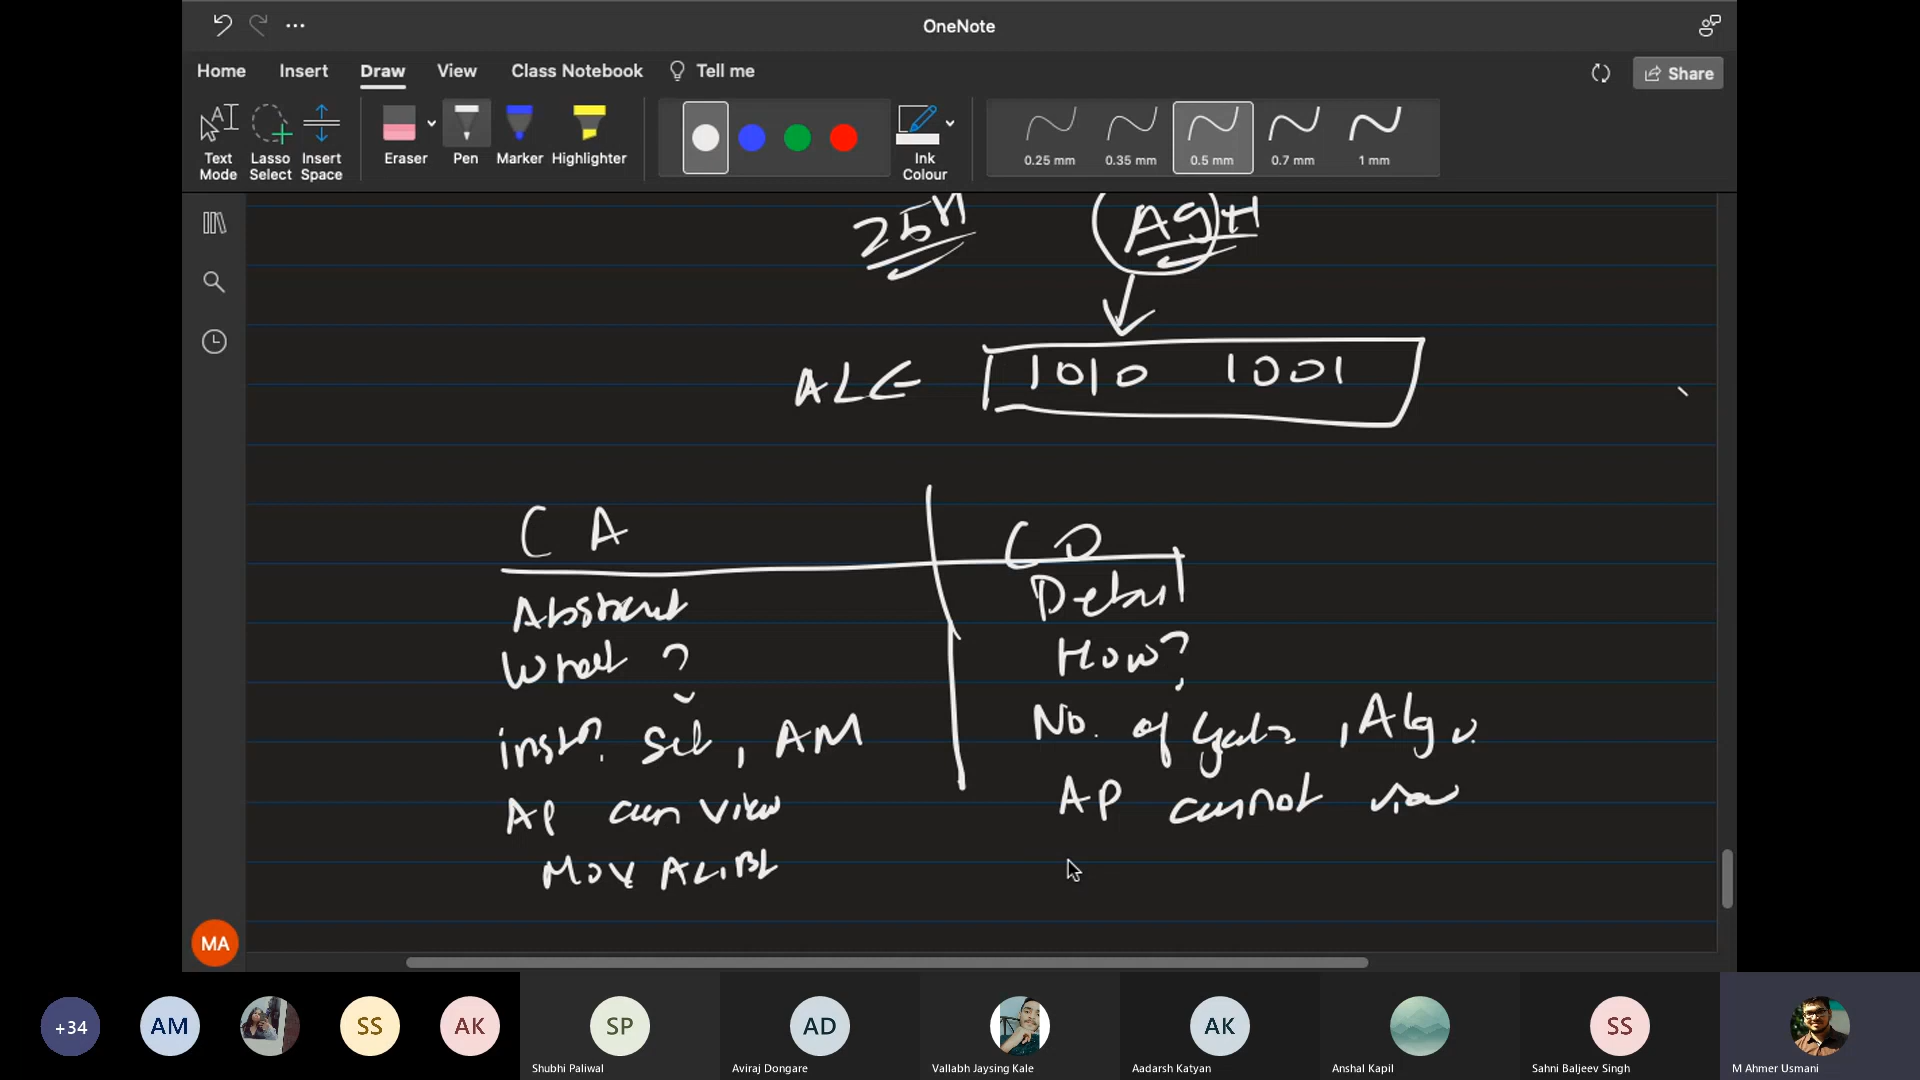 OneNote
Home Insert Draw View Class Notebook Tell me Share
Text Mode Lasso Select Insert Space Eraser Pen Marker Highlighter Ink Colour 0.25 mm 0.35 mm 0.5 mm 0.7 mm 1 mm
25H A9H
AL ← 1010 1001
CA CO
Abstract Detail
What? How?
instn. Set, AM No. of Gates, Algo.
AP can view AP cannot view
MOV AL, BL
MA
+34 AM SS AK SP AD AK SS
Shubhi Paliwal Aviraj Dongare Vallabh Jaysing Kale Aadarsh Katyan Anshal Kapil Sahni Baljeev Singh M Ahmer Usmani